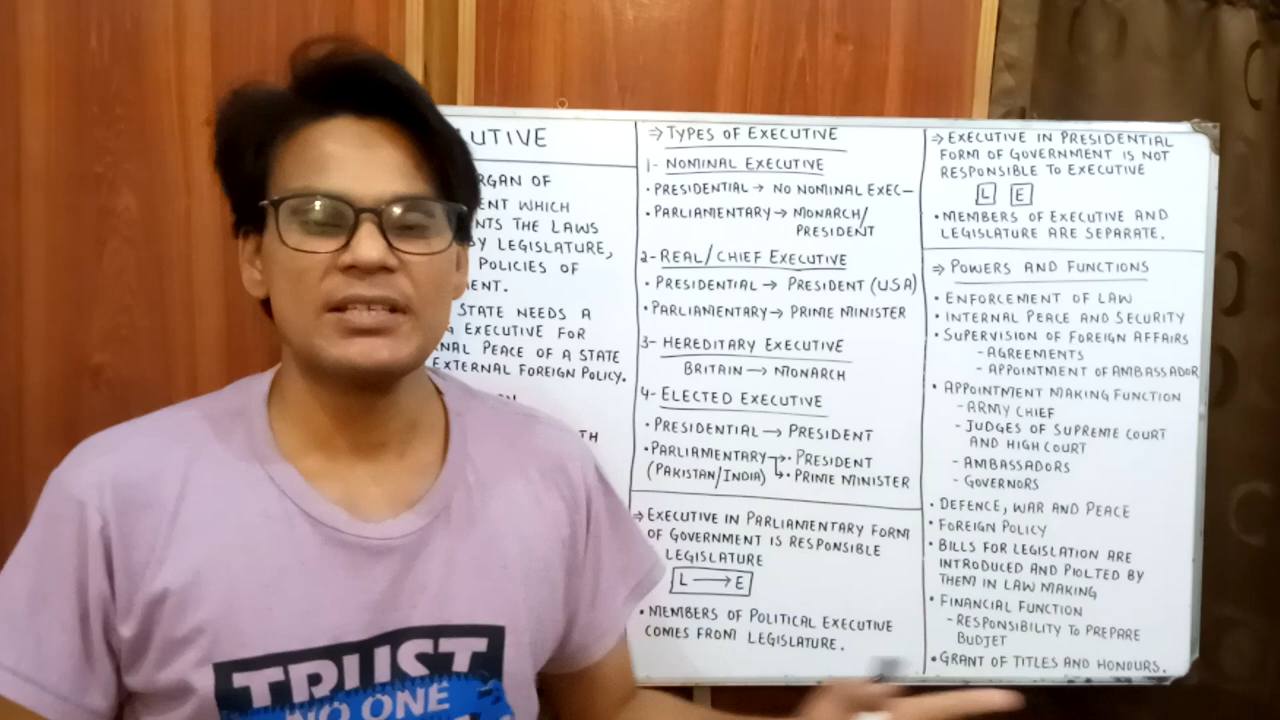 UTIVE
RGAN OF
ENT WHICH
NTS THE LAWS
BY LEGISLATURE,
POLICIES OF
ENT.
STATE NEEDS A
G EXECUTIVE FOR
NAL PEACE OF A STATE
EXTERNAL FOREIGN POLICY.
TH
⇒ TYPES OF EXECUTIVE
1- NOMINAL EXECUTIVE
• PRESIDENTIAL → NO NOMINAL EXEC-
• PARLIAMENTARY → MONARCH/
PRESIDENT
2- REAL/CHIEF EXECUTIVE
• PRESIDENTIAL → PRESIDENT (USA)
• PARLIAMENTARY → PRIME MINISTER
3- HEREDITARY EXECUTIVE
BRITAIN → MONARCH
4- ELECTED EXECUTIVE
• PRESIDENTIAL → PRESIDENT
• PARLIAMENTARY → • PRESIDENT
(PAKISTAN/INDIA) ↳ • PRIME MINISTER
⇒ EXECUTIVE IN PARLIAMENTARY FORM
OF GOVERNMENT IS RESPONSIBLE
LEGISLATURE
L → E
• MEMBERS OF POLITICAL EXECUTIVE
COMES FROM LEGISLATURE.
⇒ EXECUTIVE IN PRESIDENTIAL
FORM OF GOVERNMENT IS NOT
RESPONSIBLE TO EXECUTIVE
L E
• MEMBERS OF EXECUTIVE AND
LEGISLATURE ARE SEPARATE.
⇒ POWERS AND FUNCTIONS
• ENFORCEMENT OF LAW
• INTERNAL PEACE AND SECURITY
• SUPERVISION OF FOREIGN AFFAIRS
- AGREEMENTS
- APPOINTMENT OF AMBASSADOR
• APPOINTMENT MAKING FUNCTION
- ARMY CHIEF
- JUDGES OF SUPREME COURT
AND HIGH COURT
- AMBASSADORS
- GOVERNORS
• DEFENCE, WAR AND PEACE
• FOREIGN POLICY
• BILLS FOR LEGISLATION ARE
INTRODUCED AND PIOLTED BY
THEM IN LAW MAKING
• FINANCIAL FUNCTION
- RESPONSIBILITY TO PREPARE
BUDJET
• GRANT OF TITLES AND HONOURS.
TRUST
NO ONE